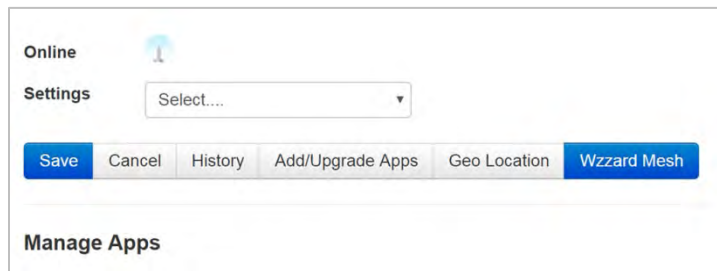 Online
Settings Select....
Save Cancel History Add/Upgrade Apps Geo Location Wzzard Mesh
Manage Apps